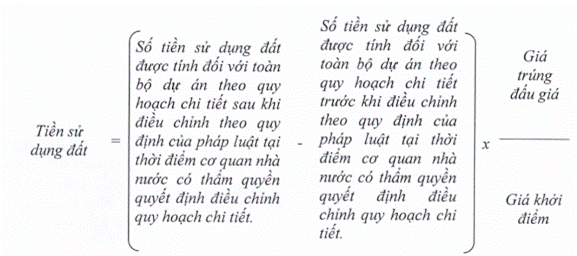 Tiền sử
dụng đất
=
Số tiền sử dụng đất
được tính đối với toàn
bộ dự án theo quy
hoạch chi tiết sau khi
điều chỉnh theo quy
định của pháp luật tại
thời điểm cơ quan nhà
nước có thẩm quyền
quyết định điều chỉnh
quy hoạch chi tiết.
-
Số tiền sử dụng đất
được tính đối với
toàn bộ dự án theo
quy hoạch chi tiết
trước khi điều chỉnh
theo quy định của
pháp luật tại thời
điểm cơ quan nhà
nước có thẩm quyền
quyết định điều
chỉnh quy hoạch chi
tiết.
x
Giá
trúng
đấu giá
Giá khởi
điểm